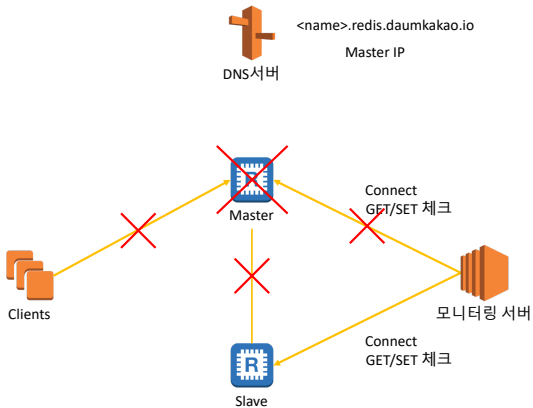 <name>.redis.daumkakao.io
Master IP
DNS서버
R
Master
Connect
GET/SET 체크
Clients
모니터링 서버
Connect
GET/SET 체크
R
Slave